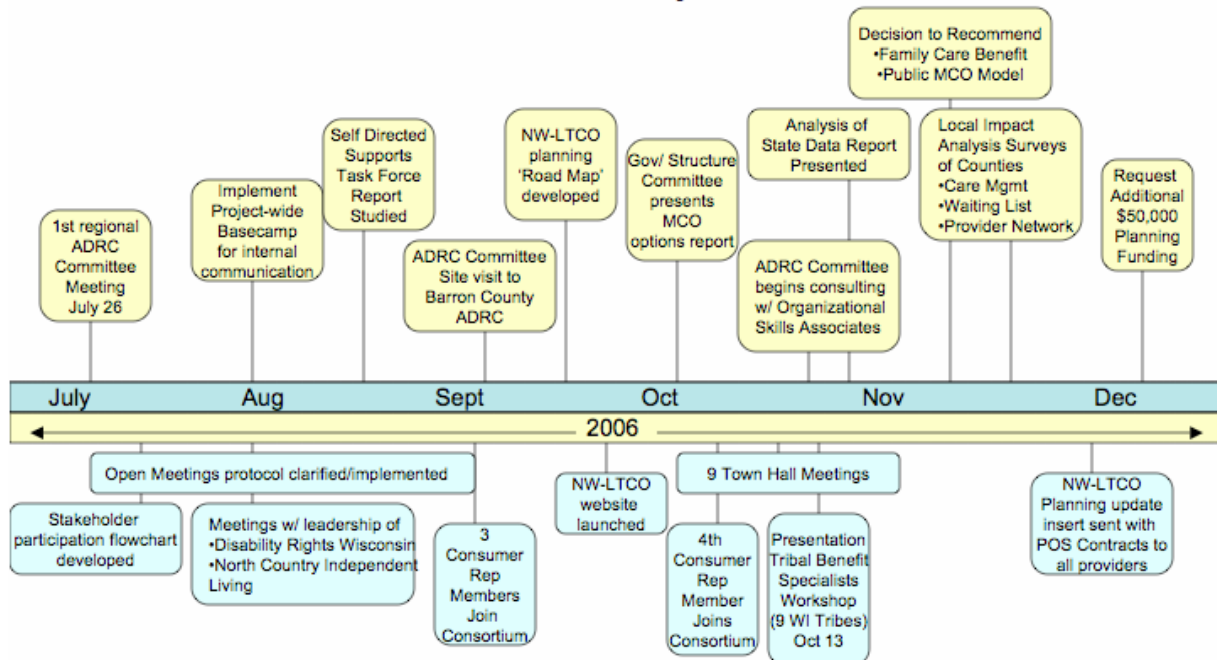 Decision to Recommend
•Family Care Benefit
•Public MCO Model
Self Directed
Supports
Task Force
Report
Studied
NW-LTCO
planning
'Road Map'
developed
Analysis of
State Data Report
Presented
Local Impact
Analysis Surveys
of Counties
•Care Mgmt
•Waiting List
•Provider Network
Gov/ Structure
Committee
presents
MCO
options report
Request
Additional
$50,000
Planning
Funding
Implement
Project-wide
Basecamp
for internal
communication
1st regional
ADRC
Committee
Meeting
July 26
ADRC Committee
Site visit to
Barron County
ADRC
ADRC Committee
begins consulting
w/ Organizational
Skills Associates
July Aug Sept Oct Nov Dec
2006
Open Meetings protocol clarified/implemented
9 Town Hall Meetings
NW-LTCO
website
launched
NW-LTCO
Planning update
insert sent with
POS Contracts to
all providers
Stakeholder
participation flowchart
developed
Meetings w/ leadership of
•Disability Rights Wisconsin
•North Country Independent
Living
3
Consumer
Rep
Members
Join
Consortium
4th
Consumer
Rep
Member
Joins
Consortium
Presentation
Tribal Benefit
Specialists
Workshop
(9 WI Tribes)
Oct 13